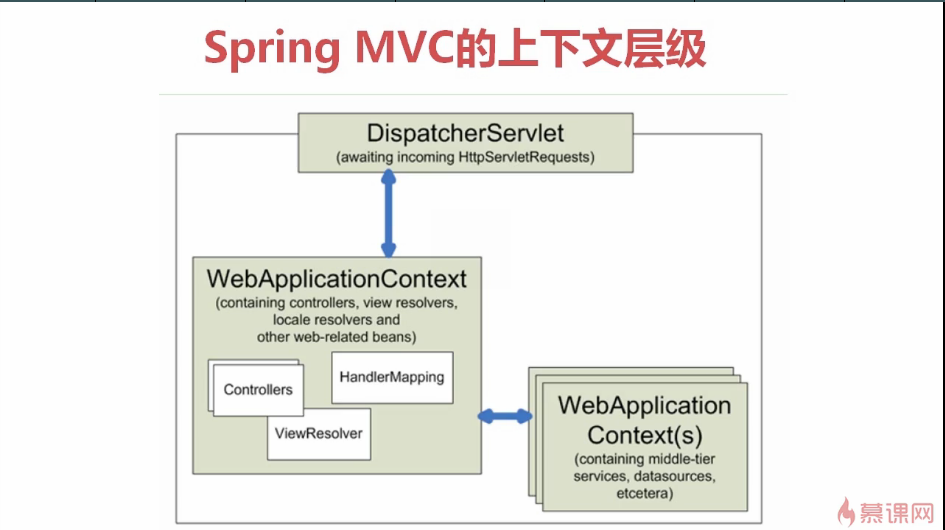 Spring MVC的上下文层级
DispatcherServlet
(awaiting incoming HttpServletRequests)
WebApplicationContext
(containing controllers, view resolvers,
locale resolvers and
other web-related beans)
Controllers
HandlerMapping
ViewResolver
WebApplication
Context(s)
(containing middle-tier
services, datasources,
etcetera)
慕课网